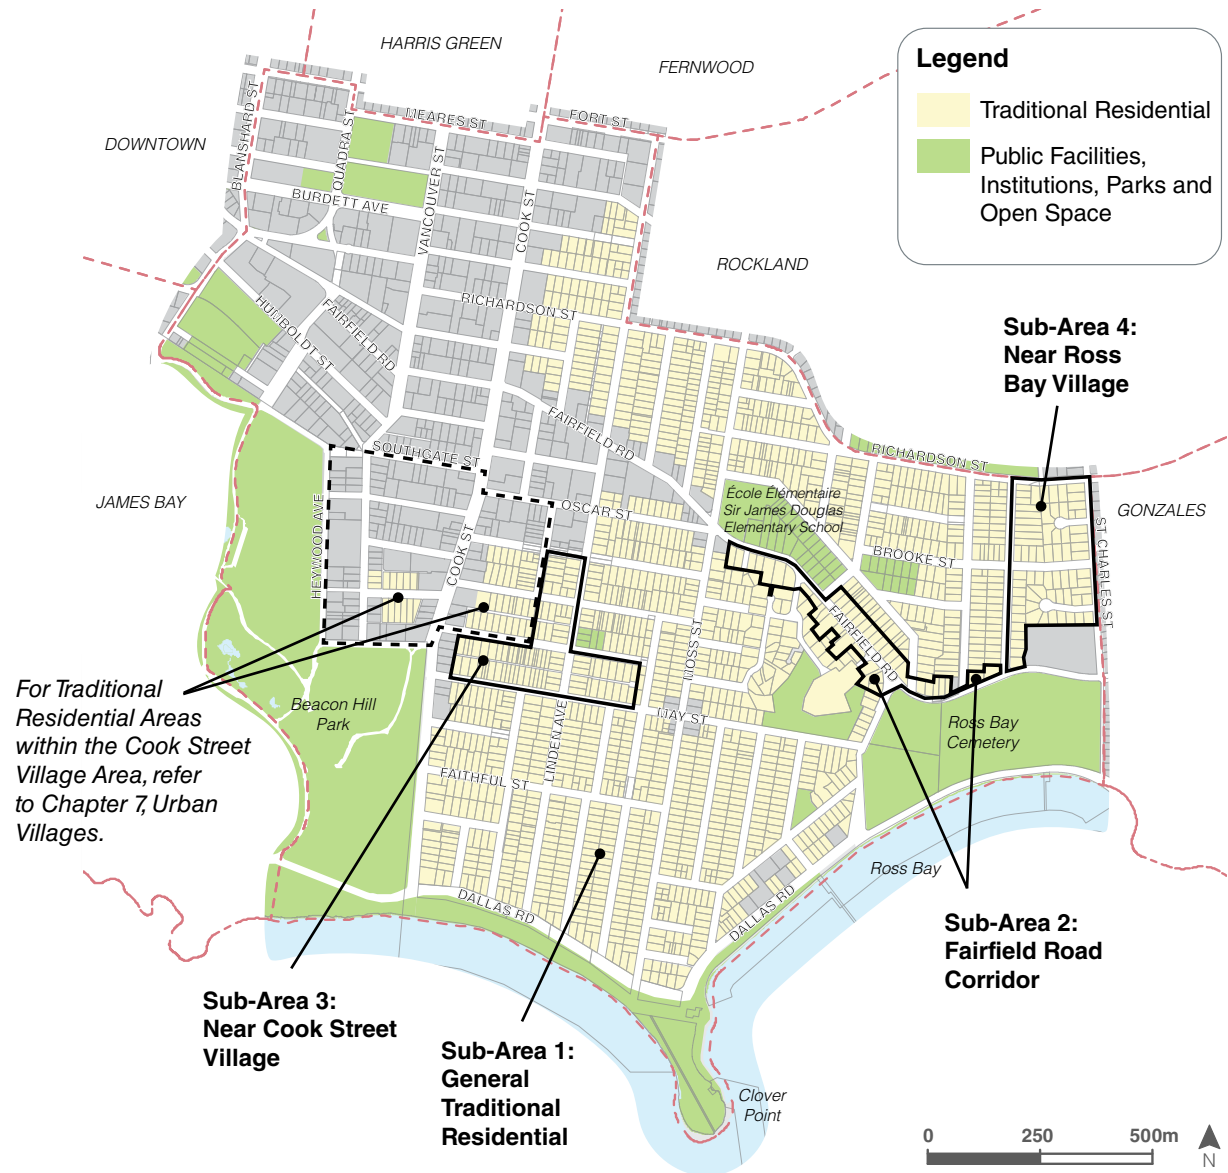 HARRIS GREEN
FERNWOOD
DOWNTOWN
Legend
Traditional Residential
Public Facilities,
Institutions, Parks and
Open Space
BLANSHARD ST
QUADRA ST
MEARES ST
FORT ST
VANCOUVER ST
COOK ST
BURDETT AVE
ROCKLAND
RICHARDSON ST
HUMBOLDT ST
FAIRFIELD RD
Sub-Area 4:
Near Ross
Bay Village
FAIRFIELD RD
SOUTHGATE ST
RICHARDSON ST
JAMES BAY
HEYWOOD AVE
COOK ST
OSCAR ST
École Élémentaire
Sir James Douglas
Elementary School
BROOKE ST
GONZALES
ST CHARLES ST
FAIRFIELD RD
MOSS ST
For Traditional
Residential Areas
within the Cook Street
Village Area, refer
to Chapter 7, Urban
Villages.
Beacon Hill
Park
LINDEN AVE
MAY ST
Ross Bay
Cemetery
FAITHFUL ST
Ross Bay
DALLAS RD
DALLAS RD
Sub-Area 2:
Fairfield Road
Corridor
Sub-Area 3:
Near Cook Street
Village
Sub-Area 1:
General
Traditional
Residential
Clover
Point
0 250 500m
N